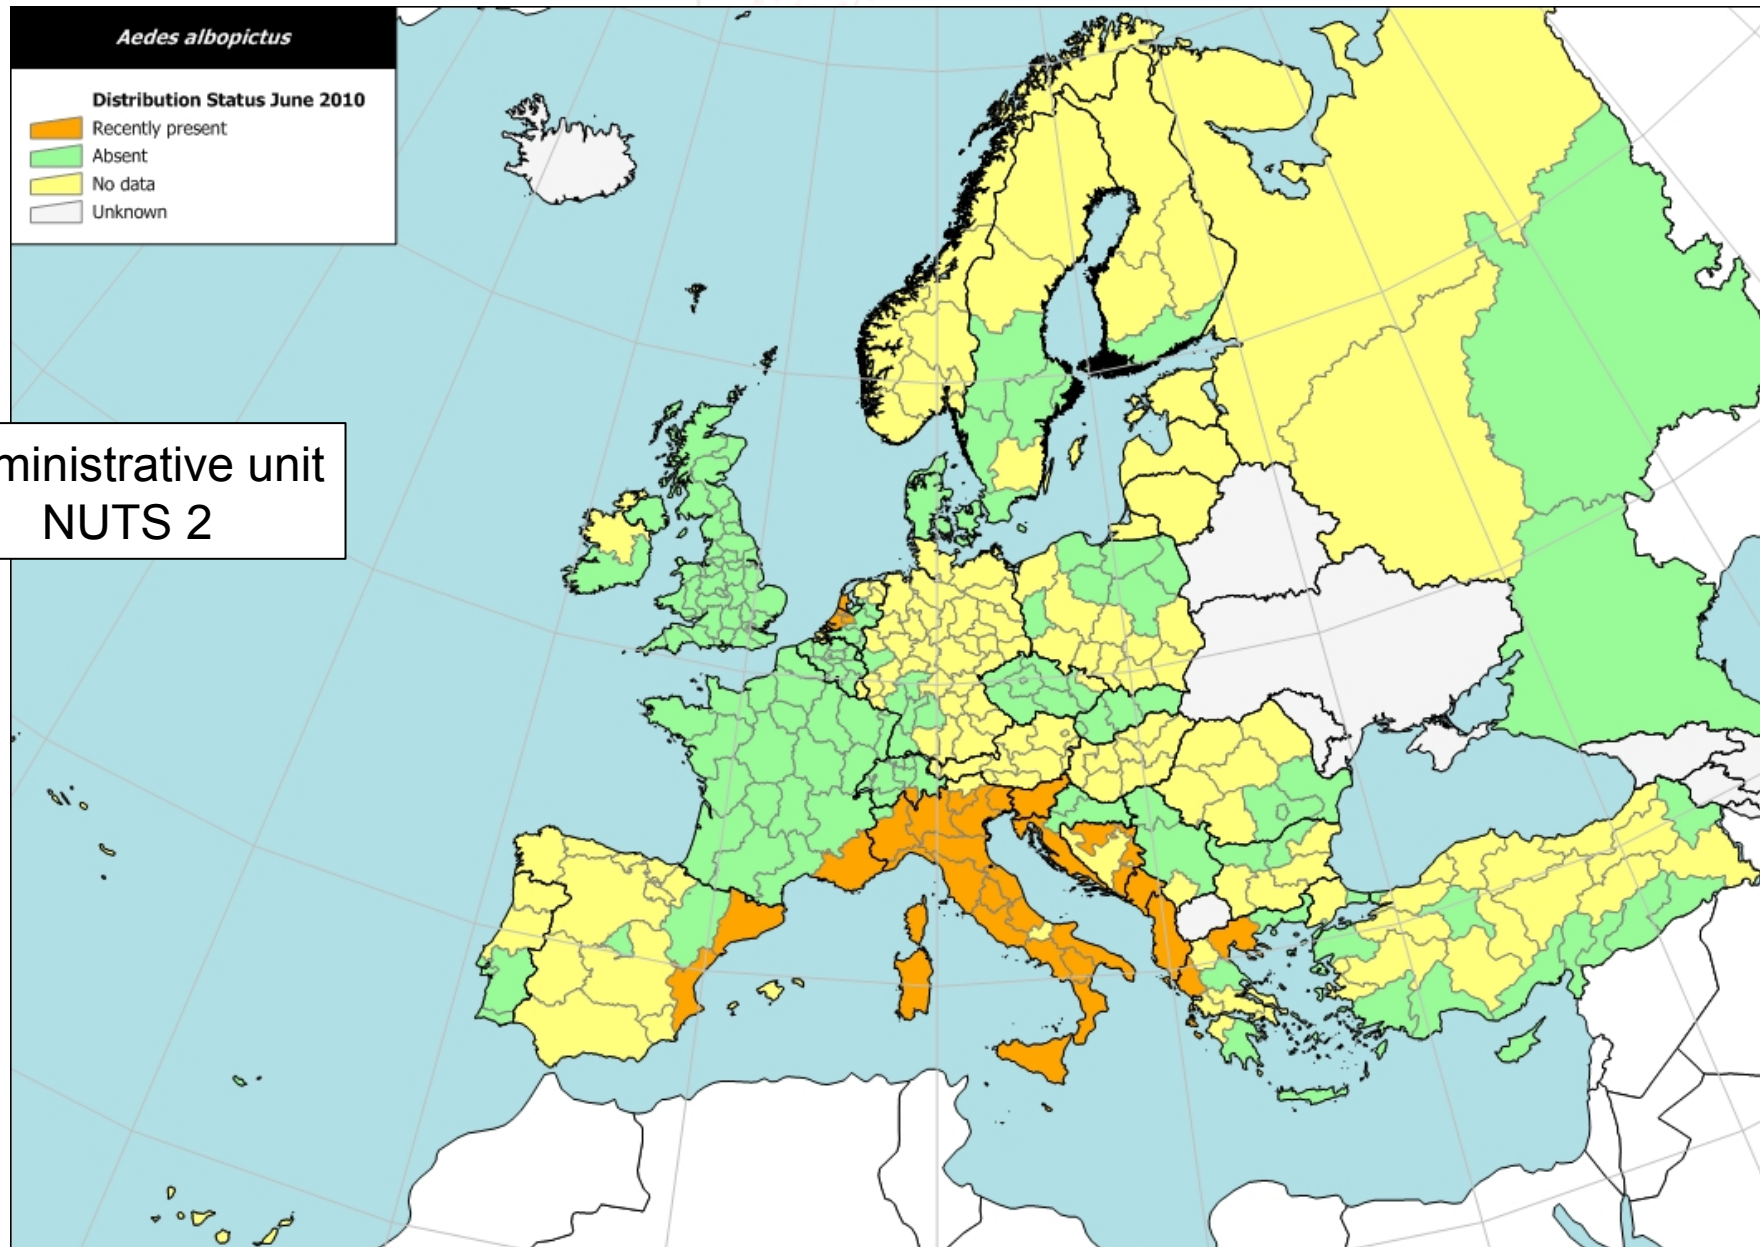 Aedes albopictus
Distribution Status June 2010
Recently present
Absent
No data
Unknown
ministrative unit
NUTS 2